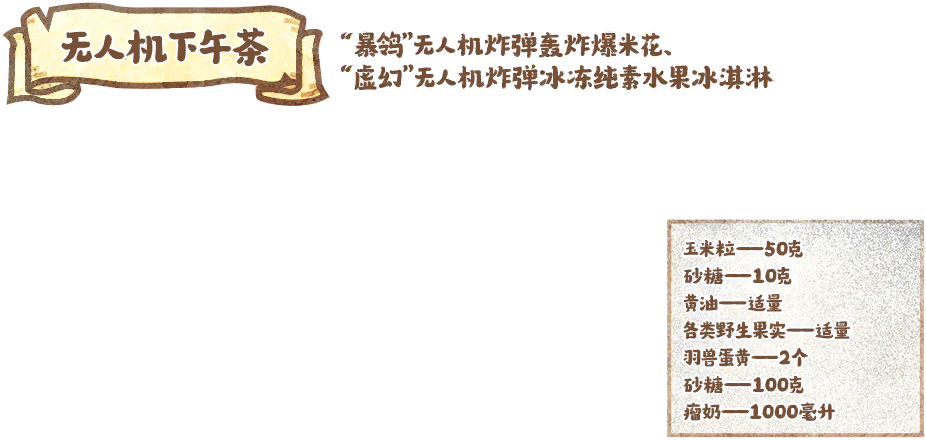 无人机下午茶
“暴鸰”无人机炸弹轰炸爆米花、
“虚幻”无人机炸弹冰冻纯素水果冰淇淋
玉米粒——50克
砂糖——10克
黄油——适量
各类野生果实——适量
羽兽蛋黄——2个
砂糖——100克
瘤奶——1000毫升